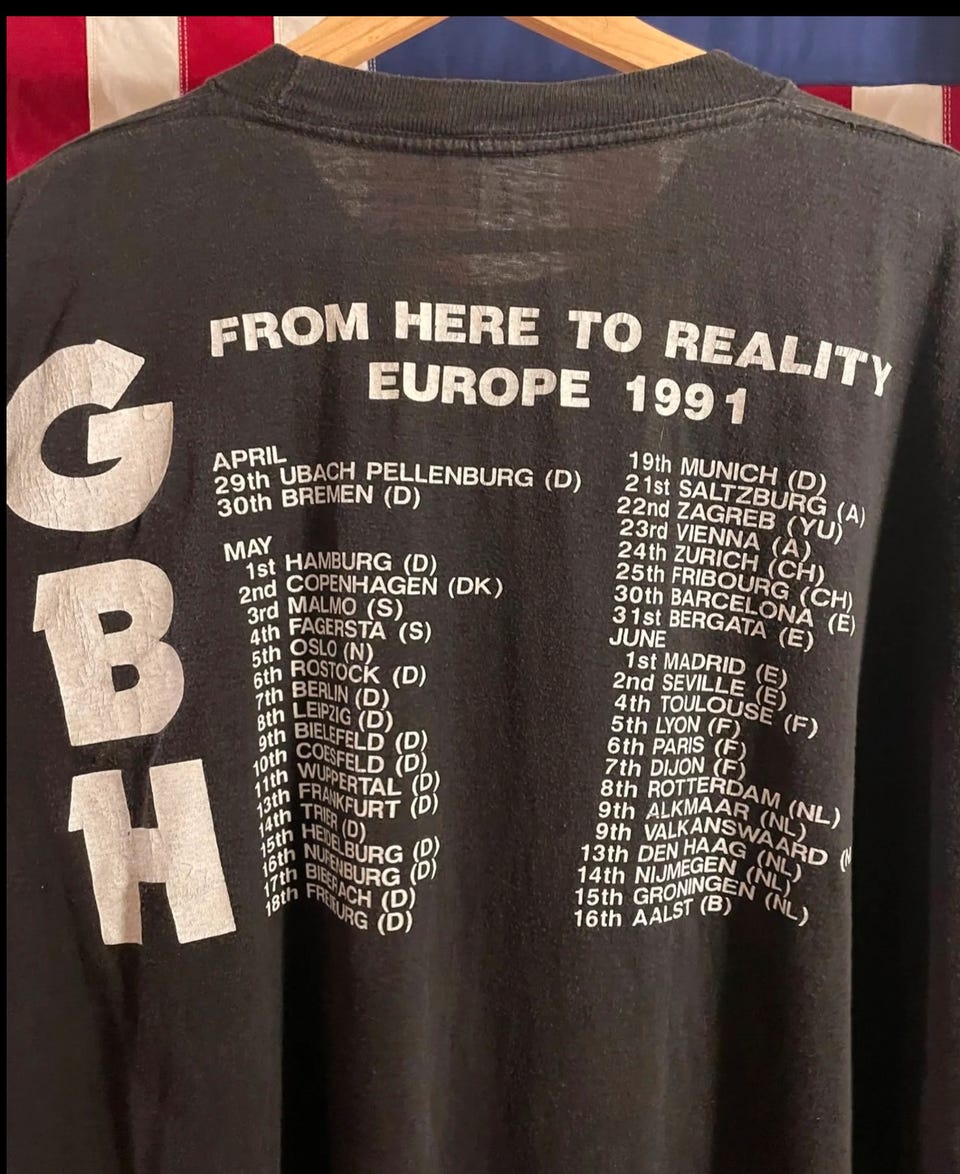 GBH
FROM HERE TO REALITY
EUROPE 1991
APRIL
29th UBACH PELLENBURG (D)
30th BREMEN (D)
MAY
1st HAMBURG (D)
2nd COPENHAGEN (DK)
3rd MALMO (S)
4th FAGERSTA (S)
5th OSLO (N)
6th ROSTOCK (D)
7th BERLIN (D)
8th LEIPZIG (D)
9th BIELEFELD (D)
10th COESFELD (D)
11th WUPPERTAL (D)
13th FRANKFURT (D)
14th TRIER (D)
15th HEIDELBURG (D)
16th NURENBURG (D)
17th BIBERACH (D)
18th FREIBURG (D)
19th MUNICH (D)
21st SALTZBURG (A)
22nd ZAGREB (YU)
23rd VIENNA (A)
24th ZURICH (CH)
25th FRIBOURG (CH)
30th BARCELONA (E)
31st BERGATA (E)
JUNE
1st MADRID (E)
2nd SEVILLE (E)
4th TOULOUSE (F)
5th LYON (F)
6th PARIS (F)
7th DIJON (F)
8th ROTTERDAM (NL)
9th ALKMAAR (NL)
9th VALKANSWAARD
13th DEN HAAG (NL)
14th NIJMEGEN (NL)
15th GRONINGEN (NL)
16th AALST (B)